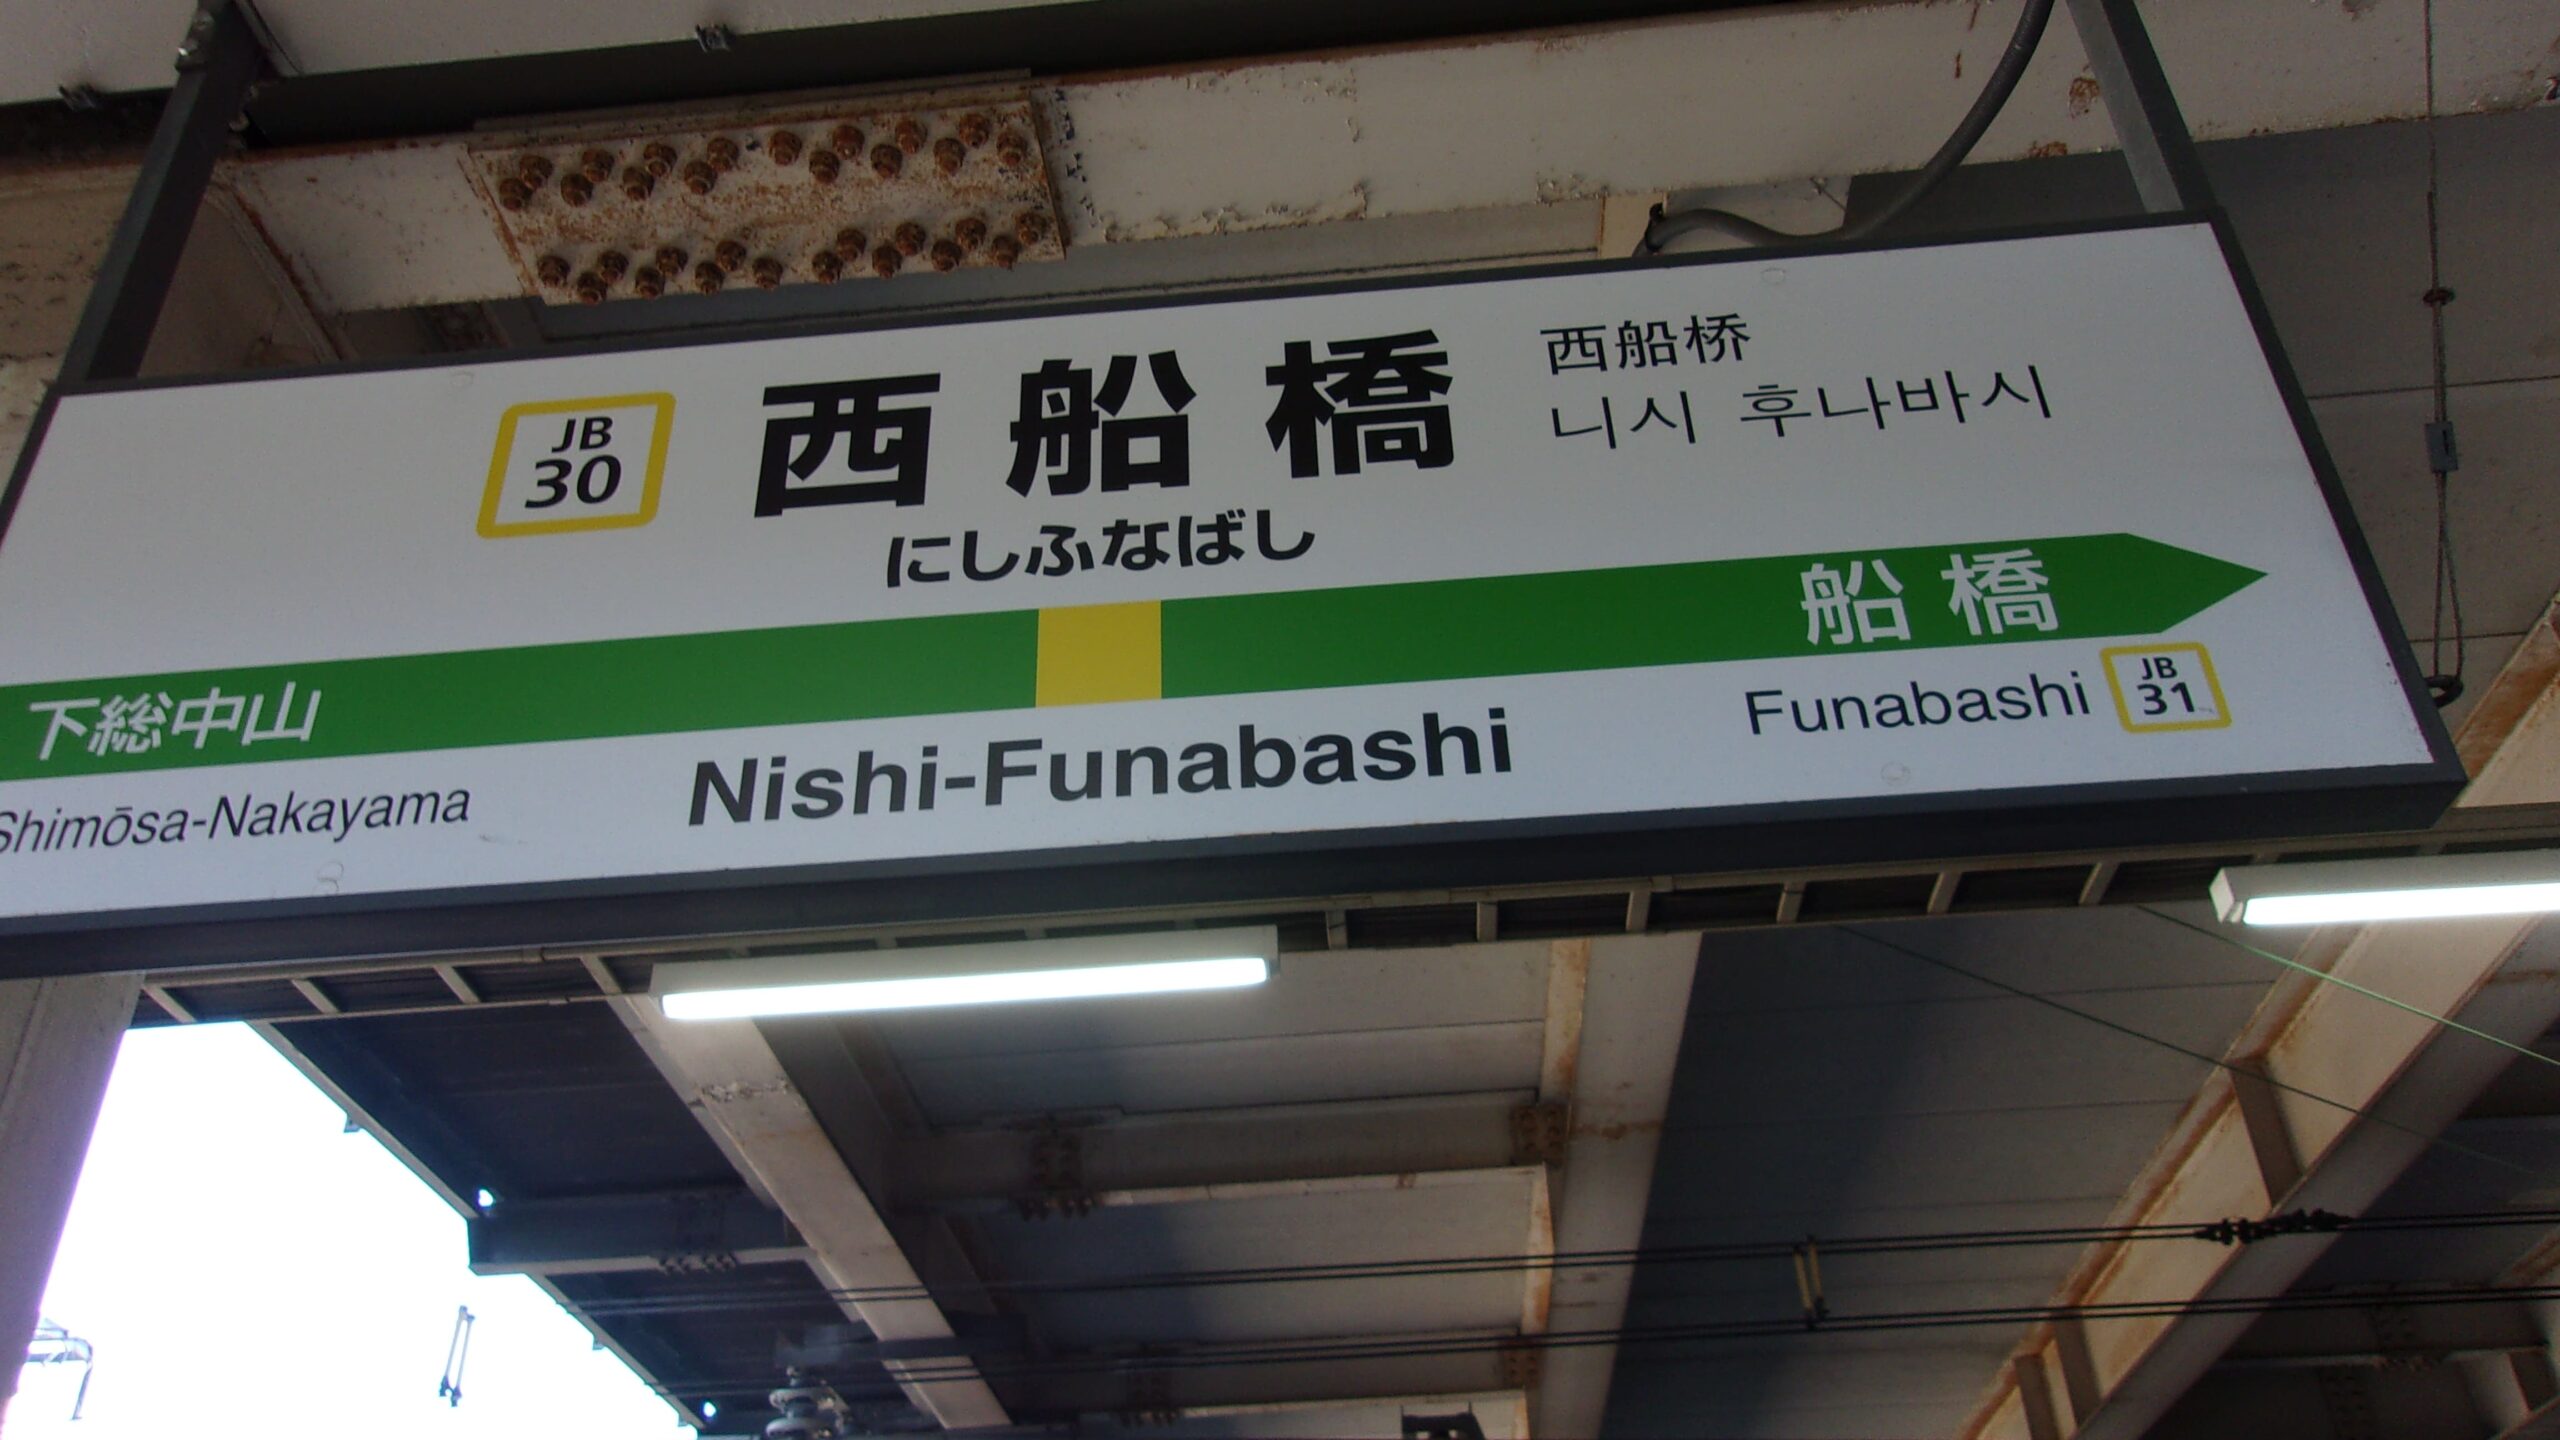 JB
30
西船橋
西船桥
니시 후나바시
にしふなばし
下総中山
船橋
Shimōsa-Nakayama
Nishi-Funabashi
Funabashi
JB
31